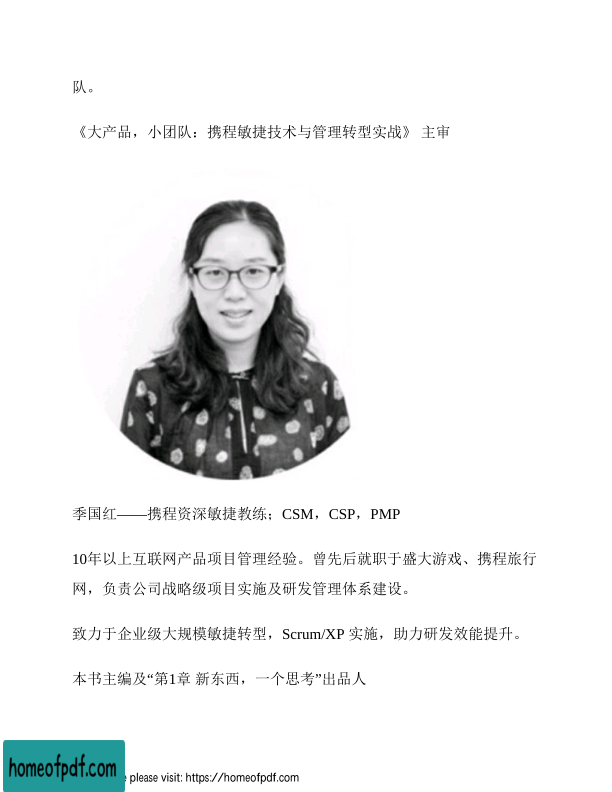 队。
《大产品，小团队：携程敏捷技术与管理转型实战》 主审
季国红——携程资深敏捷教练；CSM，CSP，PMP
10年以上互联网产品项目管理经验。曾先后就职于盛大游戏、携程旅行
网，负责公司战略级项目实施及研发管理体系建设。
致力于企业级大规模敏捷转型，Scrum/XP 实施，助力研发效能提升。
本书主编及“第1章 新东西，一个思考”出品人
homeofpdf.com
please visit: https://homeofpdf.com